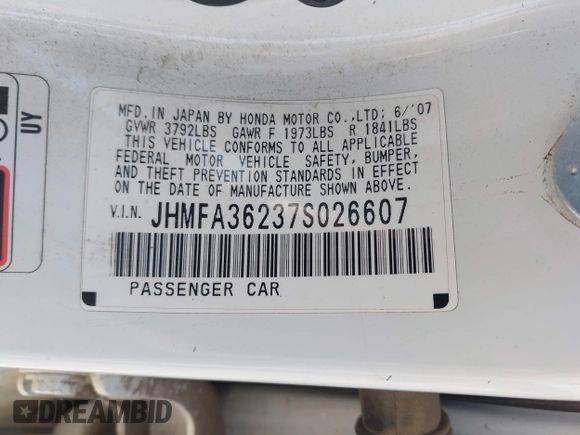 UY
MFD. IN JAPAN BY HONDA MOTOR CO.,LTD; 6/'07
GVWR 3792LBS GAWR F 1973LBS R 1841LBS
THIS VEHICLE CONFORMS TO ALL APPLICABLE
FEDERAL MOTOR VEHICLE SAFETY, BUMPER,
AND THEFT PREVENTION STANDARDS IN EFFECT
ON THE DATE OF MANUFACTURE SHOWN ABOVE.
V.I.N. JHMFA36237S026607
PASSENGER CAR
DREAMBID